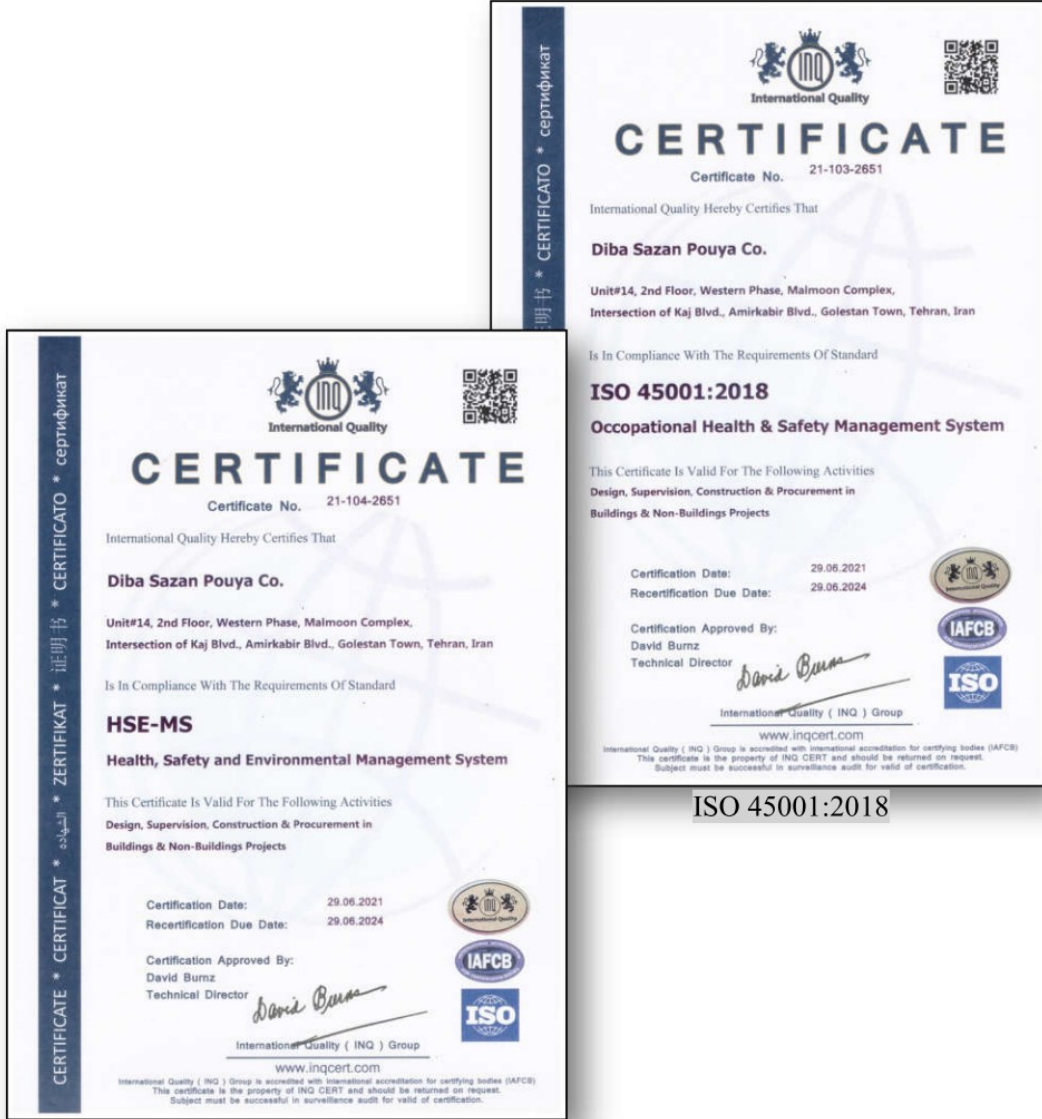 INQ
International Quality
CERTIFICATE
Certificate No. 21-103-2651
International Quality Hereby Certifies That
Diba Sazan Pouya Co.
Unit#14, 2nd Floor, Western Phase, Malmoon Complex,
Intersection of Kaj Blvd., Amirkabir Blvd., Golestan Town, Tehran, Iran
Is In Compliance With The Requirements Of Standard
ISO 45001:2018
Occopational Health & Safety Management System
This Certificate Is Valid For The Following Activities
Design, Supervision, Construction & Procurement in
Buildings & Non-Buildings Projects
Certification Date: 29.06.2021
Recertification Due Date: 29.06.2024
Certification Approved By:
David Burnz
Technical Director
David Burns
International Quality ( INQ ) Group
www.inqcert.com
International Quality ( INQ ) Group is accredited with international accreditation for certifying bodies (IAFCB)
This certificate is the property of INQ CERT and should be returned on request.
Subject must be successful in surveillance audit for valid of certification.
INQ
International Quality
IAFCB
ISO
证明书 * CERTIFICATO * сертификат
ISO 45001:2018
INQ
International Quality
CERTIFICATE
Certificate No. 21-104-2651
International Quality Hereby Certifies That
Diba Sazan Pouya Co.
Unit#14, 2nd Floor, Western Phase, Malmoon Complex,
Intersection of Kaj Blvd., Amirkabir Blvd., Golestan Town, Tehran, Iran
Is In Compliance With The Requirements Of Standard
HSE-MS
Health, Safety and Environmental Management System
This Certificate Is Valid For The Following Activities
Design, Supervision, Construction & Procurement in
Buildings & Non-Buildings Projects
Certification Date: 29.06.2021
Recertification Due Date: 29.06.2024
Certification Approved By:
David Burnz
Technical Director
David Burns
International Quality ( INQ ) Group
www.inqcert.com
International Quality ( INQ ) Group is accredited with international accreditation for certifying bodies (IAFCB)
This certificate is the property of INQ CERT and should be returned on request.
Subject must be successful in surveillance audit for valid of certification.
INQ
International Quality
IAFCB
ISO
CERTIFICATE * CERTIFICAT * الشهادة * ZERTIFIKAT * 证明书 * CERTIFICATO * сертификат